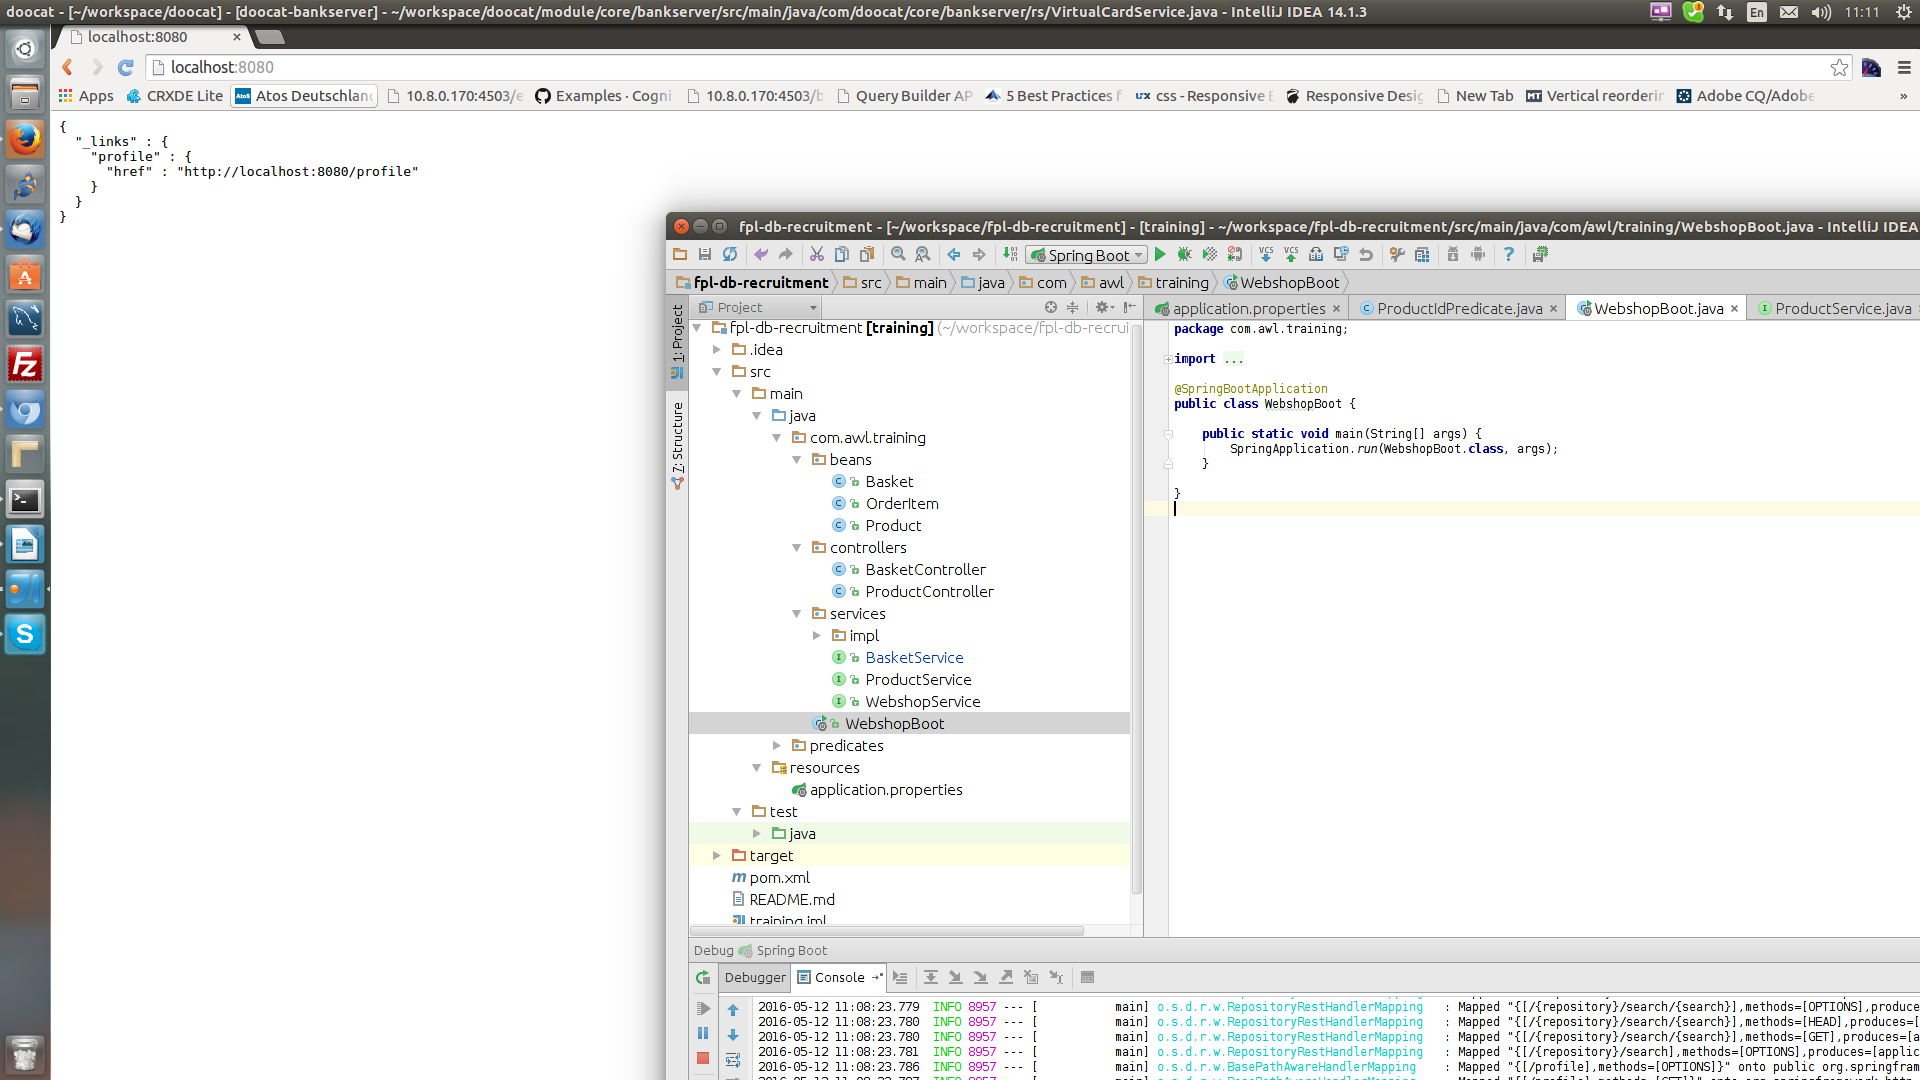 doocat - [~/workspace/doocat] - [doocat-bankserver] - ~/workspace/doocat/module/core/bankserver/src/main/java/com/doocat/core/bankserver/rs/VirtualCardService.java - IntelliJ IDEA 14.1.3
En
11:11
localhost:8080
localhost:8080
Apps CRXDE Lite Atos Deutschland 10.8.0.170:4503/e Examples · Cogni 10.8.0.170:4503/b Query Builder AP 5 Best Practices f css - Responsive Responsive Desig New Tab Vertical reorderin Adobe CQ/Adobe »
{
"_links" : {
"profile" : {
"href" : "http://localhost:8080/profile"
}
}
}
fpl-db-recruitment - [~/workspace/fpl-db-recruitment] - [training] - ~/workspace/fpl-db-recruitment/src/main/java/com/awl/training/WebshopBoot.java - IntelliJ IDEA
Spring Boot
fpl-db-recruitment src main java com awl training WebshopBoot
1: Project
7: Structure
Project
application.properties ProductIdPredicate.java WebshopBoot.java ProductService.java
fpl-db-recruitment [training] (~/workspace/fpl-db-recrui
.idea
src
main
java
com.awl.training
beans
Basket
OrderItem
Product
controllers
BasketController
ProductController
services
impl
BasketService
ProductService
WebshopService
WebshopBoot
predicates
resources
application.properties
test
java
target
pom.xml
README.md
training.iml
package com.awl.training;
import ...
@SpringBootApplication
public class WebshopBoot {
public static void main(String[] args) {
SpringApplication.run(WebshopBoot.class, args);
}
}
Debug Spring Boot
Debugger Console
2016-05-12 11:08:23.779 INFO 8957 --- [ main] o.s.d.r.w.RepositoryRestHandlerMapping : Mapped "{[/{repository}/search/{search}],methods=[OPTIONS],produce
2016-05-12 11:08:23.780 INFO 8957 --- [ main] o.s.d.r.w.RepositoryRestHandlerMapping : Mapped "{[/{repository}/search/{search}],methods=[HEAD],produces=[
2016-05-12 11:08:23.780 INFO 8957 --- [ main] o.s.d.r.w.RepositoryRestHandlerMapping : Mapped "{[/{repository}/search],methods=[GET],produces=[a
2016-05-12 11:08:23.781 INFO 8957 --- [ main] o.s.d.r.w.RepositoryRestHandlerMapping : Mapped "{[/{repository}/search],methods=[OPTIONS],produces=[applic
2016-05-12 11:08:23.786 INFO 8957 --- [ main] o.s.d.r.w.BasePathAwareHandlerMapping : Mapped "{[/profile],methods=[OPTIONS]}" onto public org.springfram